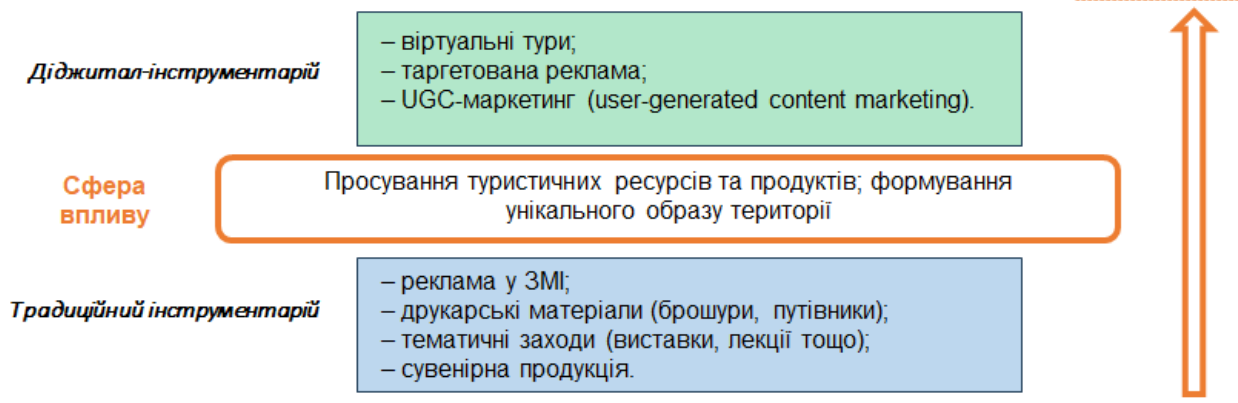 Діджитал-інструментарій
– віртуальні тури;
– таргетована реклама;
– UGC-маркетинг (user-generated content marketing).
Сфера
впливу
Просування туристичних ресурсів та продуктів; формування
унікального образу території
Традиційний інструментарій
– реклама у ЗМІ;
– друкарські матеріали (брошури, путівники);
– тематичні заходи (виставки, лекції тощо);
– сувенірна продукція.